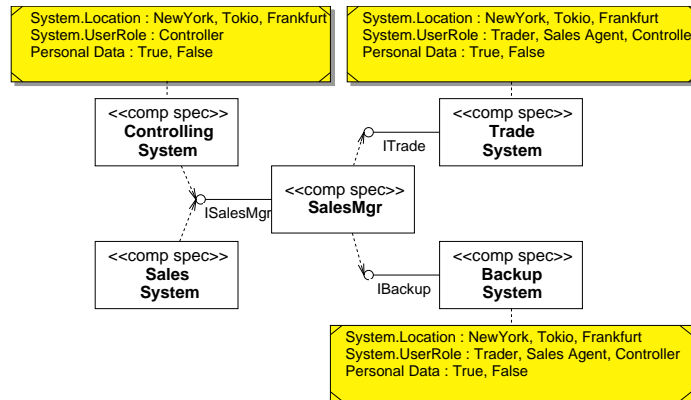 System.Location : NewYork, Tokio, Frankfurt
System.UserRole : Controller
Personal Data : True, False
System.Location : NewYork, Tokio, Frankfurt
System.UserRole : Trader, Sales Agent, Controlle
Personal Data : True, False
<<comp spec>>
Controlling
System
<<comp spec>>
Trade
System
ITrade
<<comp spec>>
SalesMgr
ISalesMgr
<<comp spec>>
Sales
System
<<comp spec>>
Backup
System
IBackup
System.Location : NewYork, Tokio, Frankfurt
System.UserRole : Trader, Sales Agent, Controller
Personal Data : True, False